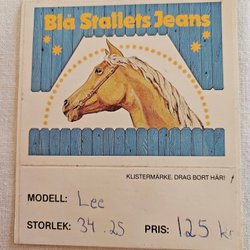 Blå Stallets Jeans
KLISTERMÄRKE, DRAG BORT HÄR!
MODELL: Lee
STORLEK: 34.25 PRIS: 125 kr